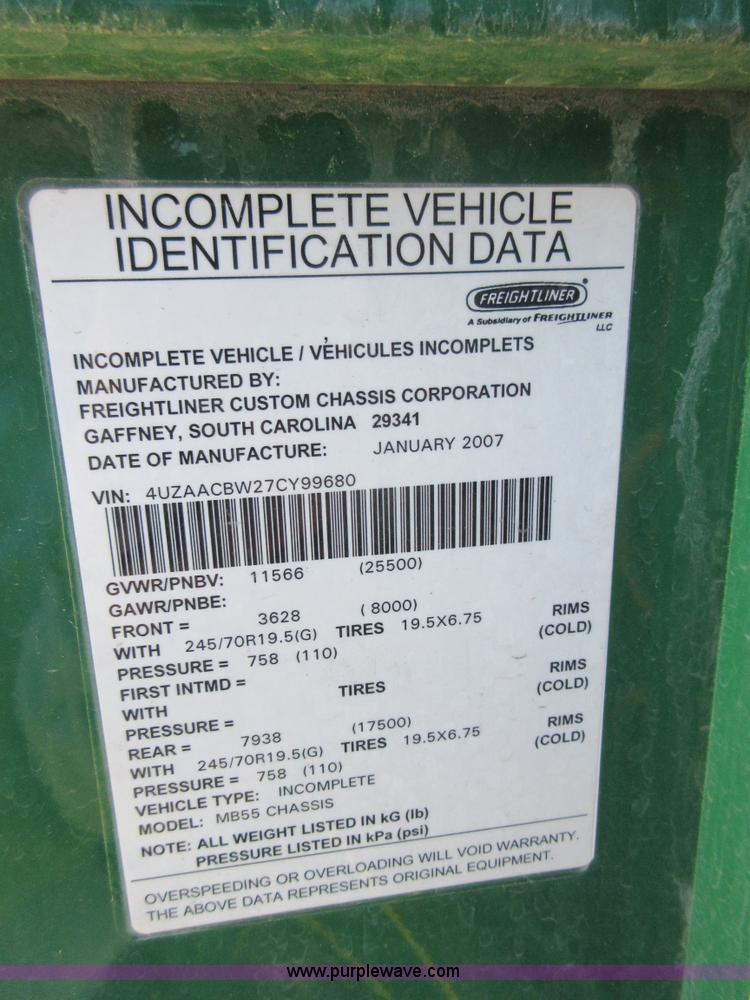 INCOMPLETE VEHICLE
IDENTIFICATION DATA
FREIGHTLINER
A Subsidiary of FREIGHTLINER
LLC
INCOMPLETE VEHICLE / VÉHICULES INCOMPLETS
MANUFACTURED BY:
FREIGHTLINER CUSTOM CHASSIS CORPORATION
GAFFNEY, SOUTH CAROLINA 29341
DATE OF MANUFACTURE: JANUARY 2007
VIN: 4UZAACBW27CY99680
GVWR/PNBV: 11566 (25500)
GAWR/PNBE:
FRONT = 3628 ( 8000)
WITH 245/70R19.5(G) TIRES 19.5X6.75 RIMS
PRESSURE = 758 (110) (COLD)
FIRST INTMD =
WITH TIRES RIMS
PRESSURE = (COLD)
REAR = 7938 (17500)
WITH 245/70R19.5(G) TIRES 19.5X6.75 RIMS
PRESSURE = 758 (110) (COLD)
VEHICLE TYPE: INCOMPLETE
MODEL: MB55 CHASSIS
NOTE: ALL WEIGHT LISTED IN kG (lb)
PRESSURE LISTED IN kPa (psi)
OVERSPEEDING OR OVERLOADING WILL VOID WARRANTY.
THE ABOVE DATA REPRESENTS ORIGINAL EQUIPMENT.
www.purplewave.com